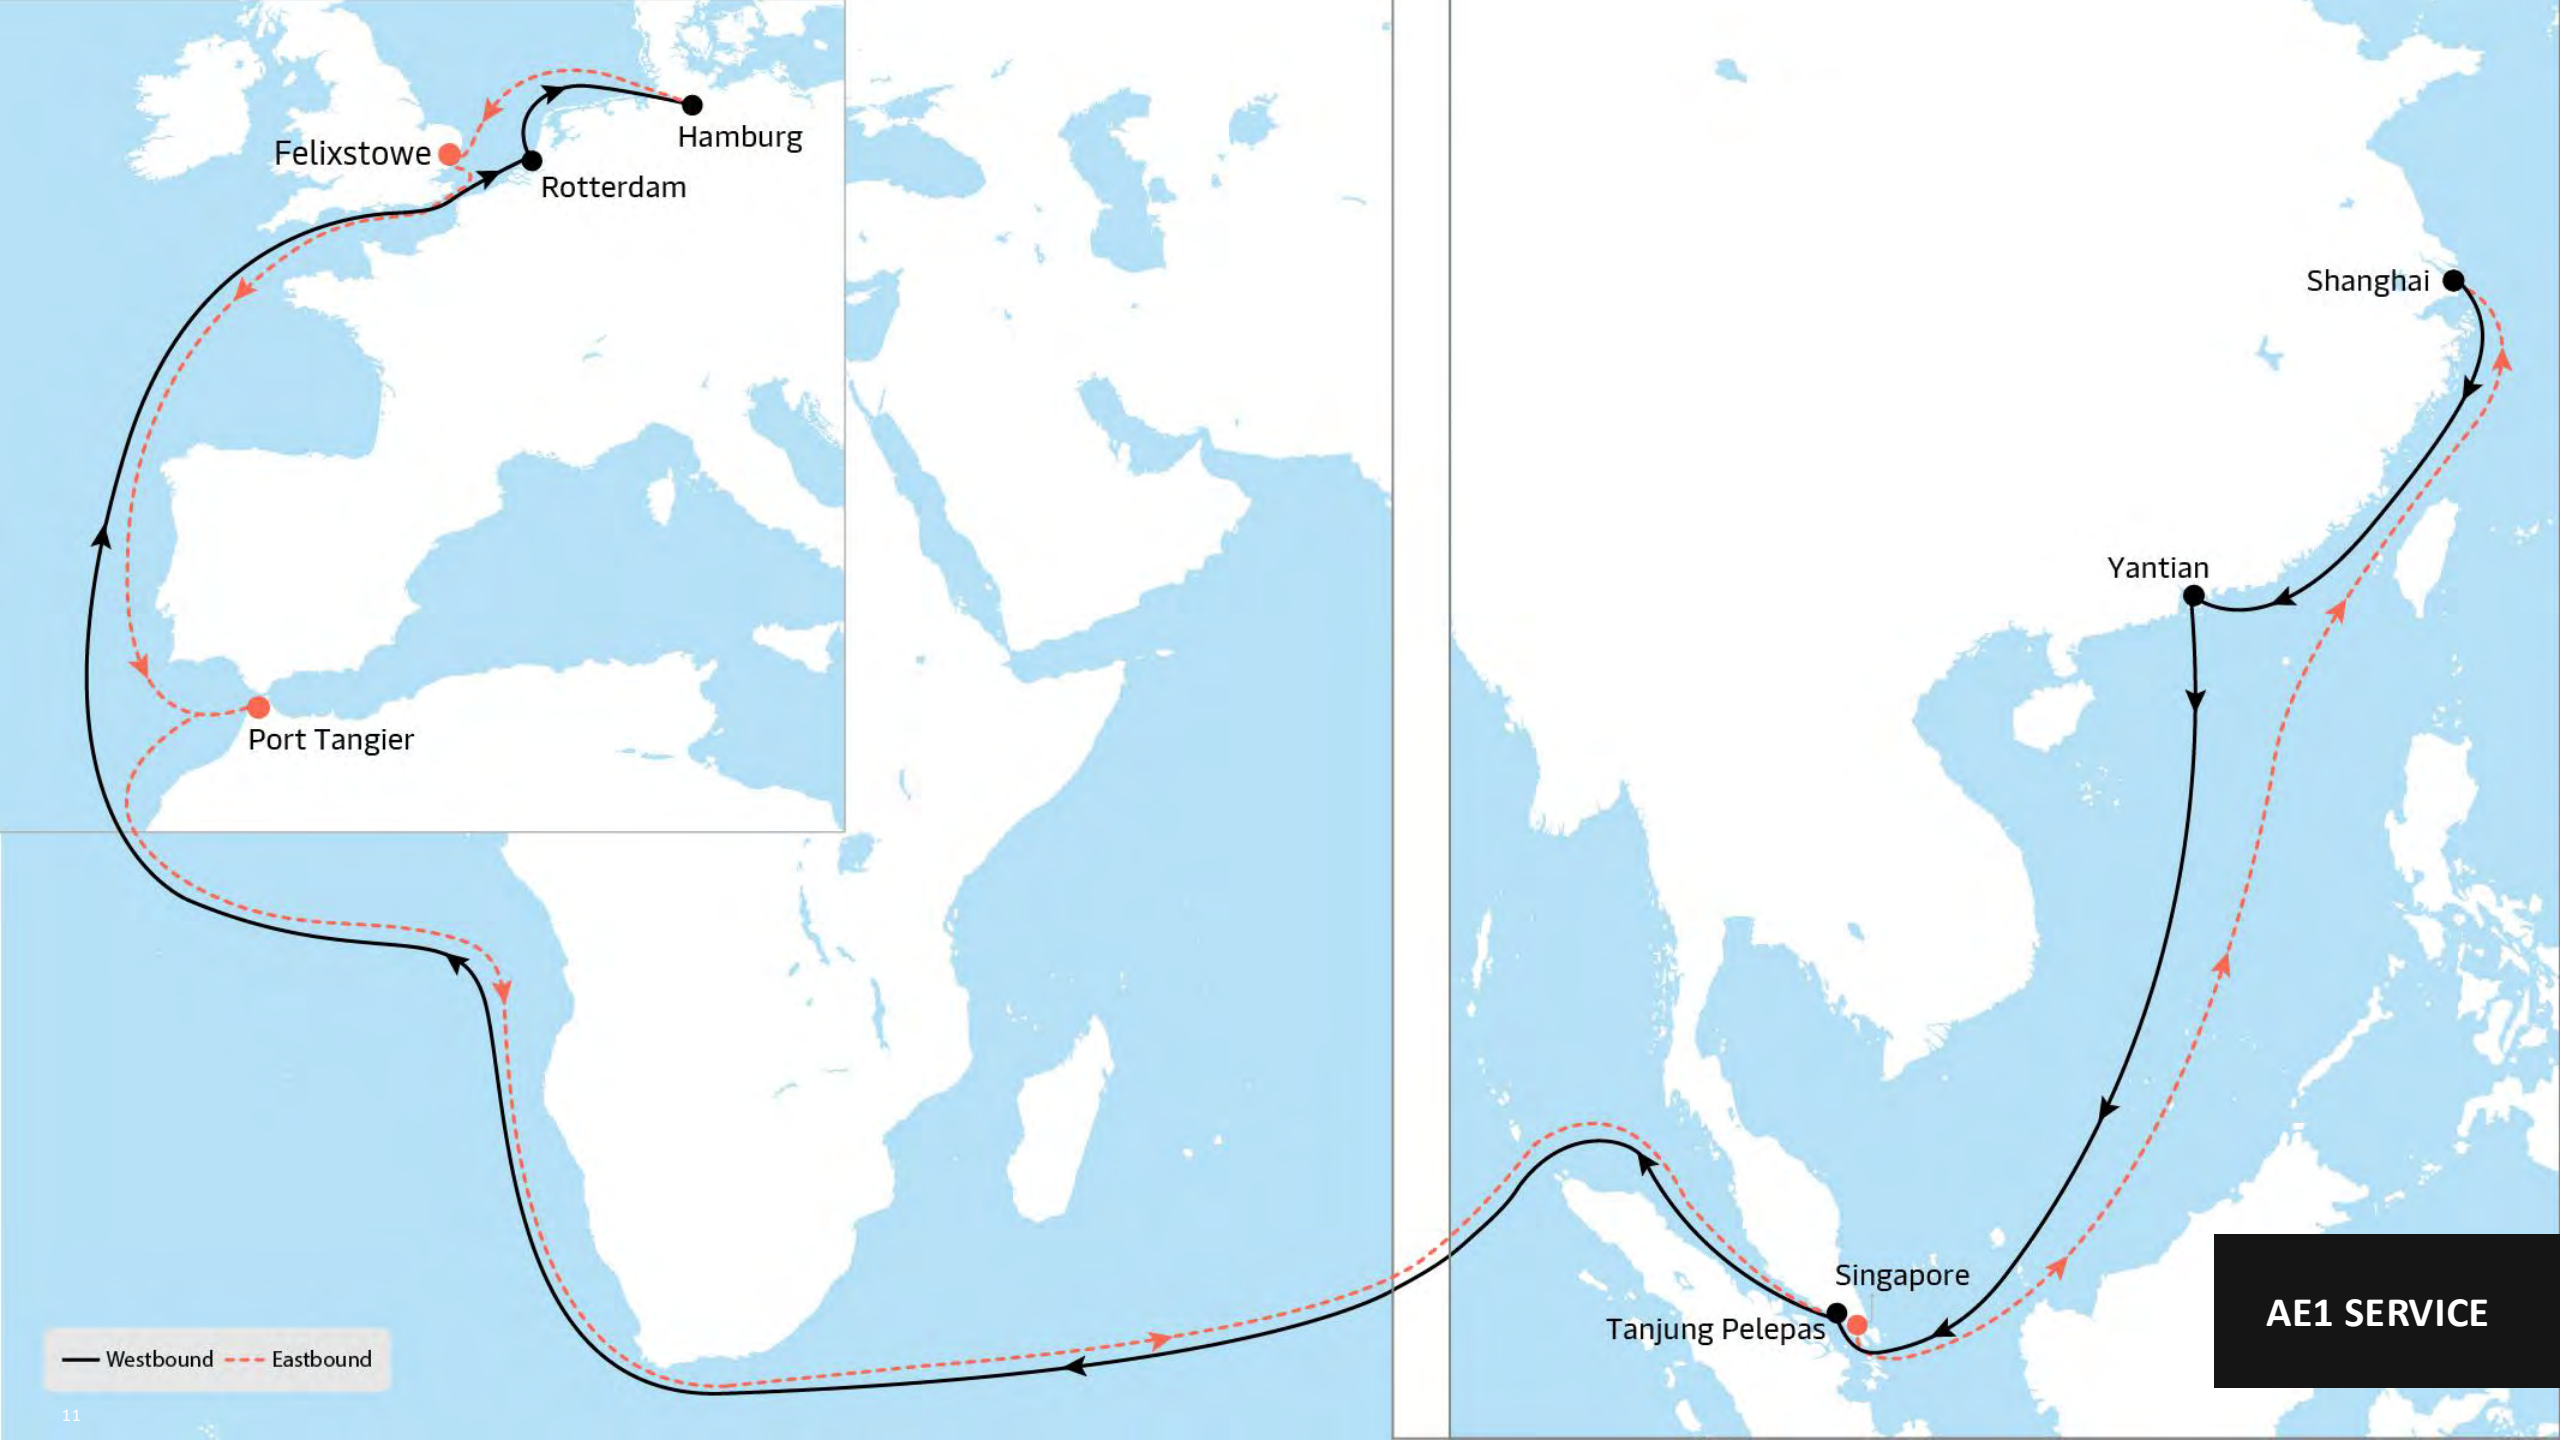 Hamburg
Felixstowe
Rotterdam
Shanghai
Yantian
Port Tangier
Singapore
Tanjung Pelepas
AE1 SERVICE
Westbound Eastbound
11